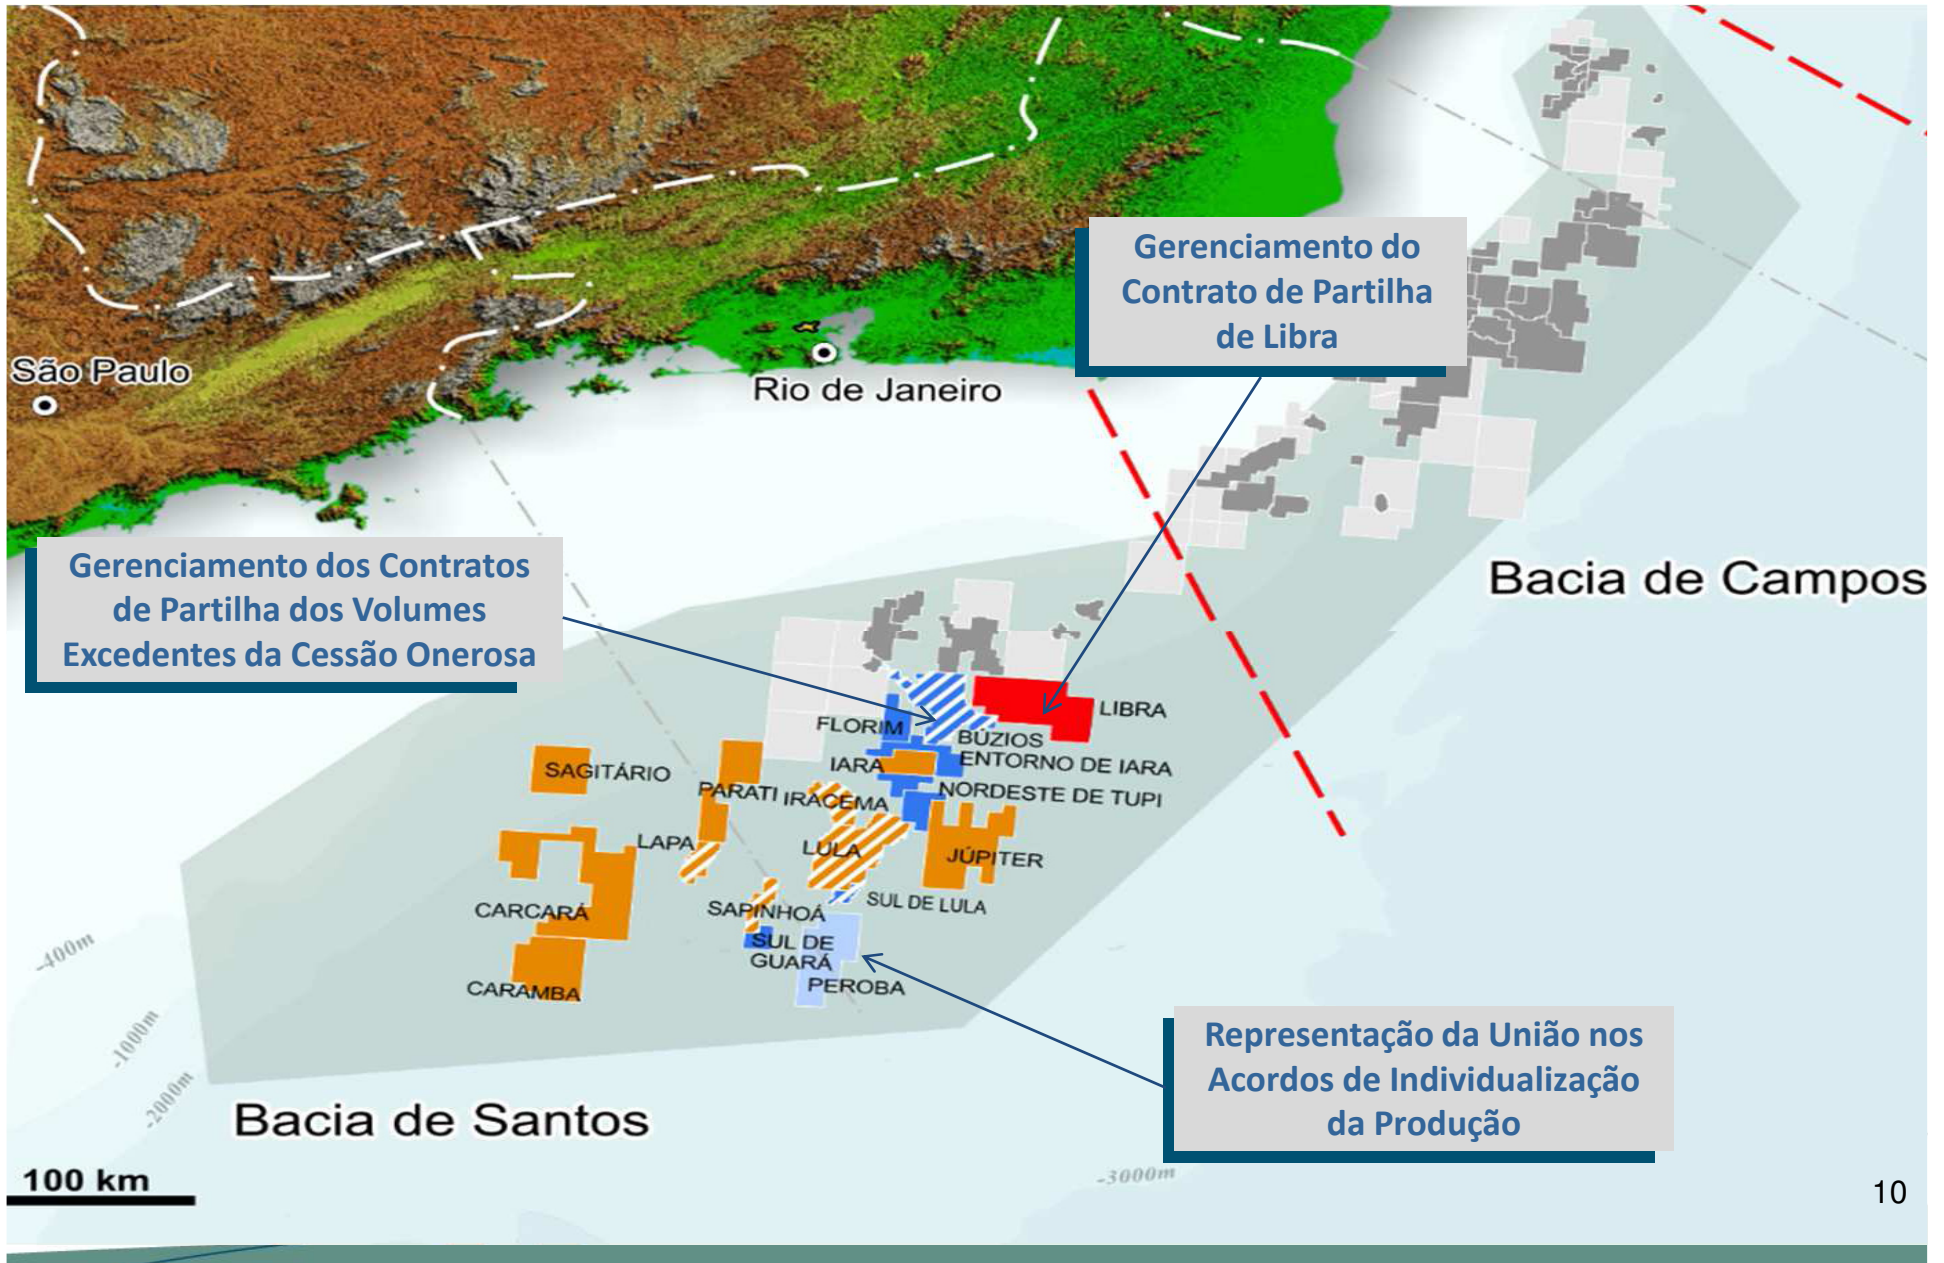 Gerenciamento do
Contrato de Partilha
de Libra
São Paulo
Rio de Janeiro
Gerenciamento dos Contratos
de Partilha dos Volumes
Excedentes da Cessão Onerosa
Bacia de Campos
LIBRA
FLORIM
BÚZIOS
IARA
ENTORNO DE IARA
SAGITÁRIO
PARATI
IRACEMA
NORDESTE DE TUPI
LAPA
LULA
JÚPITER
SUL DE LULA
CARCARÁ
SAPINHOÁ
SUL DE
GUARÁ
PEROBA
CARAMBA
-400m
-1000m
-2000m
Representação da União nos
Acordos de Individualização
da Produção
Bacia de Santos
-3000m
100 km
10